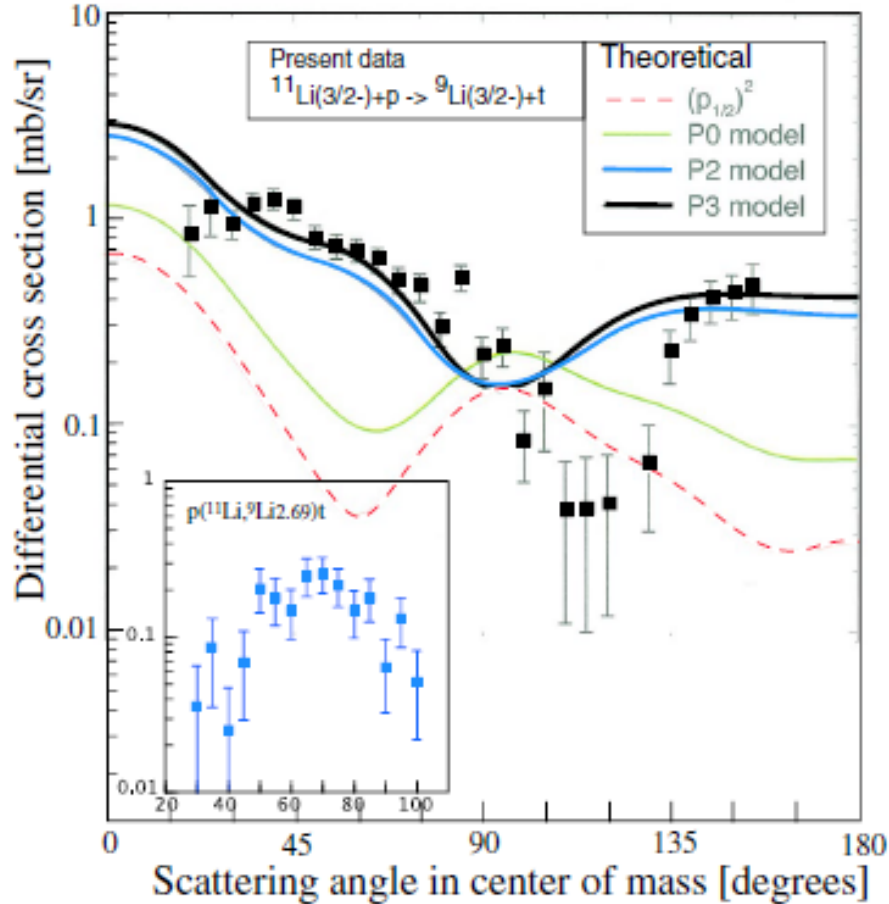 10
1
0.1
0.01
Differential cross section [mb/sr]
Present data
¹¹Li(3/2-)+p -> ⁹Li(3/2-)+t
Theoretical
(p₁/₂)²
P0 model
P2 model
P3 model
1
p(¹¹Li,⁹Li2.69)t
0.1
0.01
20 40 60 80 100
0 45 90 135 180
Scattering angle in center of mass [degrees]